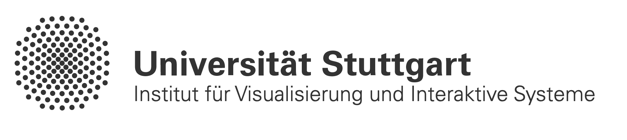 Universität Stuttgart
Institut für Visualisierung und Interaktive Systeme